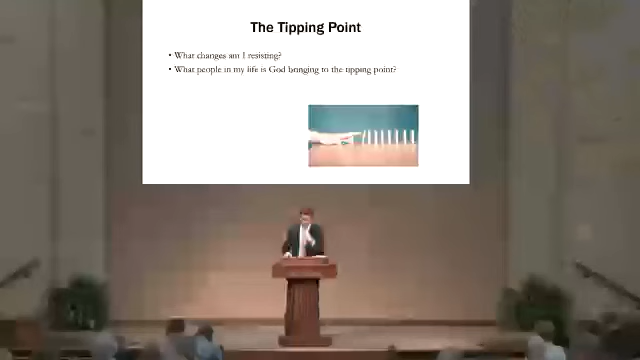 The Tipping Point
• What changes am I resisting?
• What people in my life is God bringing to the tipping point?